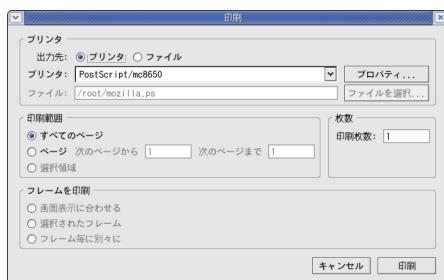 印刷
プリンタ
出力先: プリンタ ファイル
プリンタ: PostScript/mc8650 プロパティ...
ファイル: /root/mozilla.ps ファイルを選択...
印刷範囲
すべてのページ
ページ 次のページから 1 次のページまで 1
選択領域
枚数
印刷枚数: 1
フレームを印刷
画面表示に合わせる
選択されたフレーム
フレーム毎に別々に
キャンセル 印刷